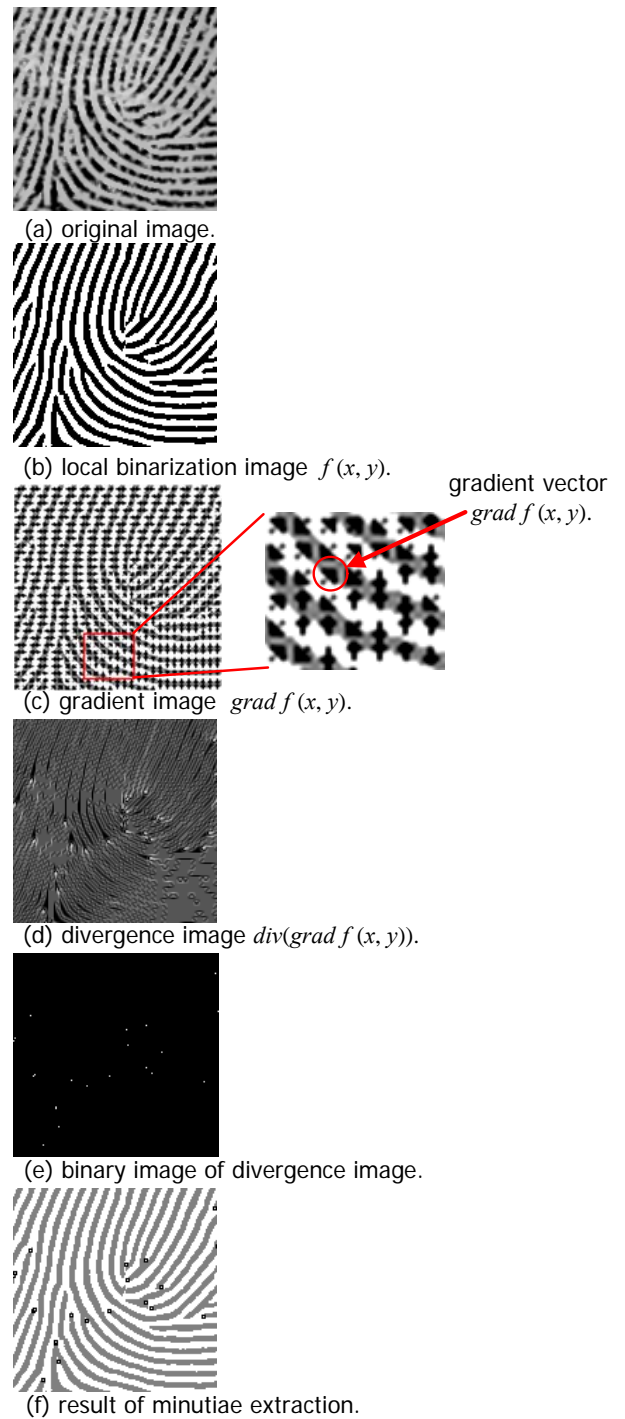 (a) original image.
(b) local binarization image f (x, y).
gradient vector
grad f (x, y).
(c) gradient image grad f (x, y).
(d) divergence image div(grad f (x, y)).
(e) binary image of divergence image.
(f) result of minutiae extraction.